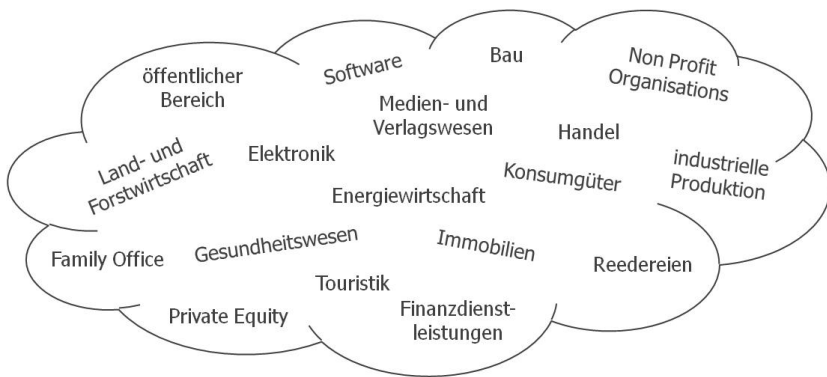 öffentlicher
Bereich
Software
Bau
Non Profit
Organisations
Medien- und
Verlagswesen
Handel
Land- und
Forstwirtschaft
Elektronik
industrielle
Produktion
Konsumgüter
Energiewirtschaft
Family Office
Gesundheitswesen
Immobilien
Reedereien
Touristik
Private Equity
Finanzdienst-
leistungen